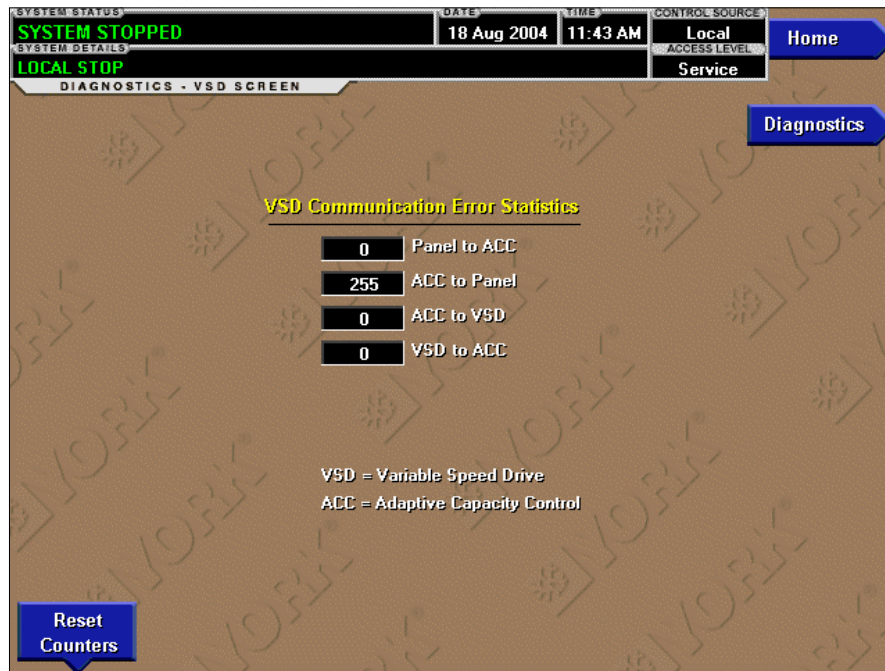 SYSTEM STATUS
SYSTEM STOPPED
DATE
18 Aug 2004
TIME
11:43 AM
CONTROL SOURCE
Local
Home
SYSTEM DETAILS
LOCAL STOP
ACCESS LEVEL
Service
DIAGNOSTICS - VSD SCREEN
Diagnostics
VSD Communication Error Statistics
0 Panel to ACC
255 ACC to Panel
0 ACC to VSD
0 VSD to ACC
VSD = Variable Speed Drive
ACC = Adaptive Capacity Control
Reset
Counters
YORK